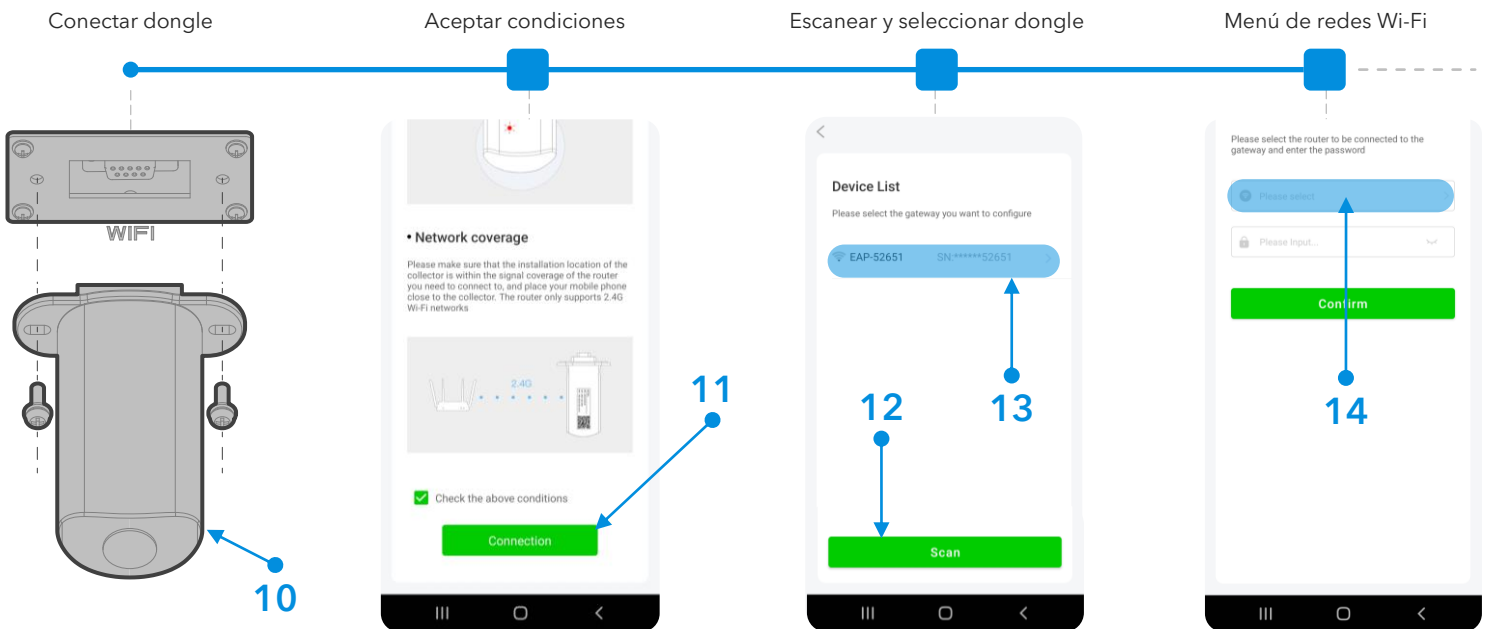 Conectar dongle
Aceptar condiciones
Escanear y seleccionar dongle
Menú de redes Wi-Fi
WIFI
10
• Network coverage
Please make sure that the installation location of the
collector is within the signal coverage of the router
you need to connect to, and place your mobile phone
close to the collector. The router only supports 2.4G
Wi-Fi networks
2.4G
11
Check the above conditions
Connection
Device List
Please select the gateway you want to configure
EAP-52651 SN:******52651
12
13
Scan
Please select the router to be connected to the
gateway and enter the password
Please select
Please Input...
Confirm
14